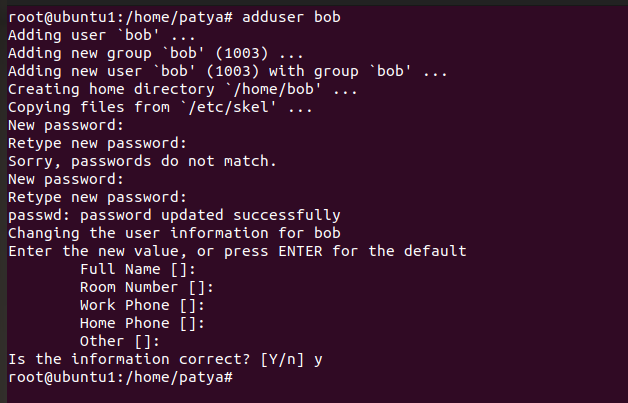 root@ubuntu1:/home/patya# adduser bob
Adding user `bob' ...
Adding new group `bob' (1003) ...
Adding new user `bob' (1003) with group `bob' ...
Creating home directory `/home/bob' ...
Copying files from `/etc/skel' ...
New password:
Retype new password:
Sorry, passwords do not match.
New password:
Retype new password:
passwd: password updated successfully
Changing the user information for bob
Enter the new value, or press ENTER for the default
        Full Name []:
        Room Number []:
        Work Phone []:
        Home Phone []:
        Other []:
Is the information correct? [Y/n] y
root@ubuntu1:/home/patya#